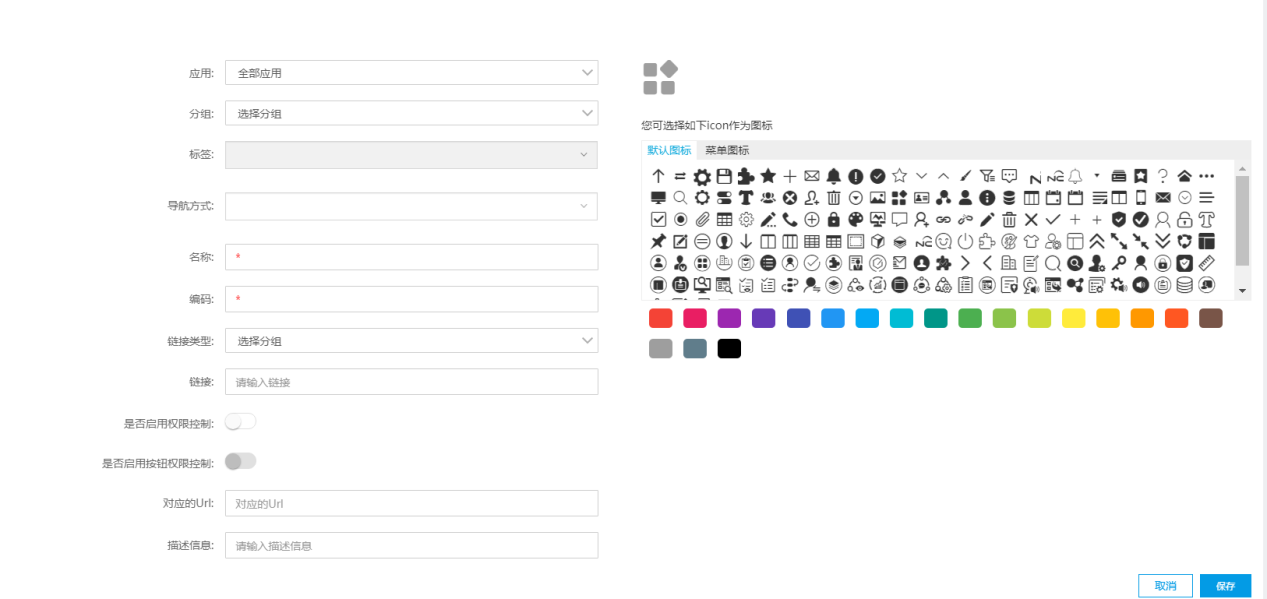 应用: 全部应用
分组: 选择分组
标签:
导航方式:
名称: *
编码: *
链接类型: 选择分组
链接: 请输入链接
是否启用权限控制:
是否启用按钮权限控制:
对应的Url: 对应的Url
描述信息: 请输入描述信息
您可选择如下icon作为图标
默认图标 菜单图标
取消 保存